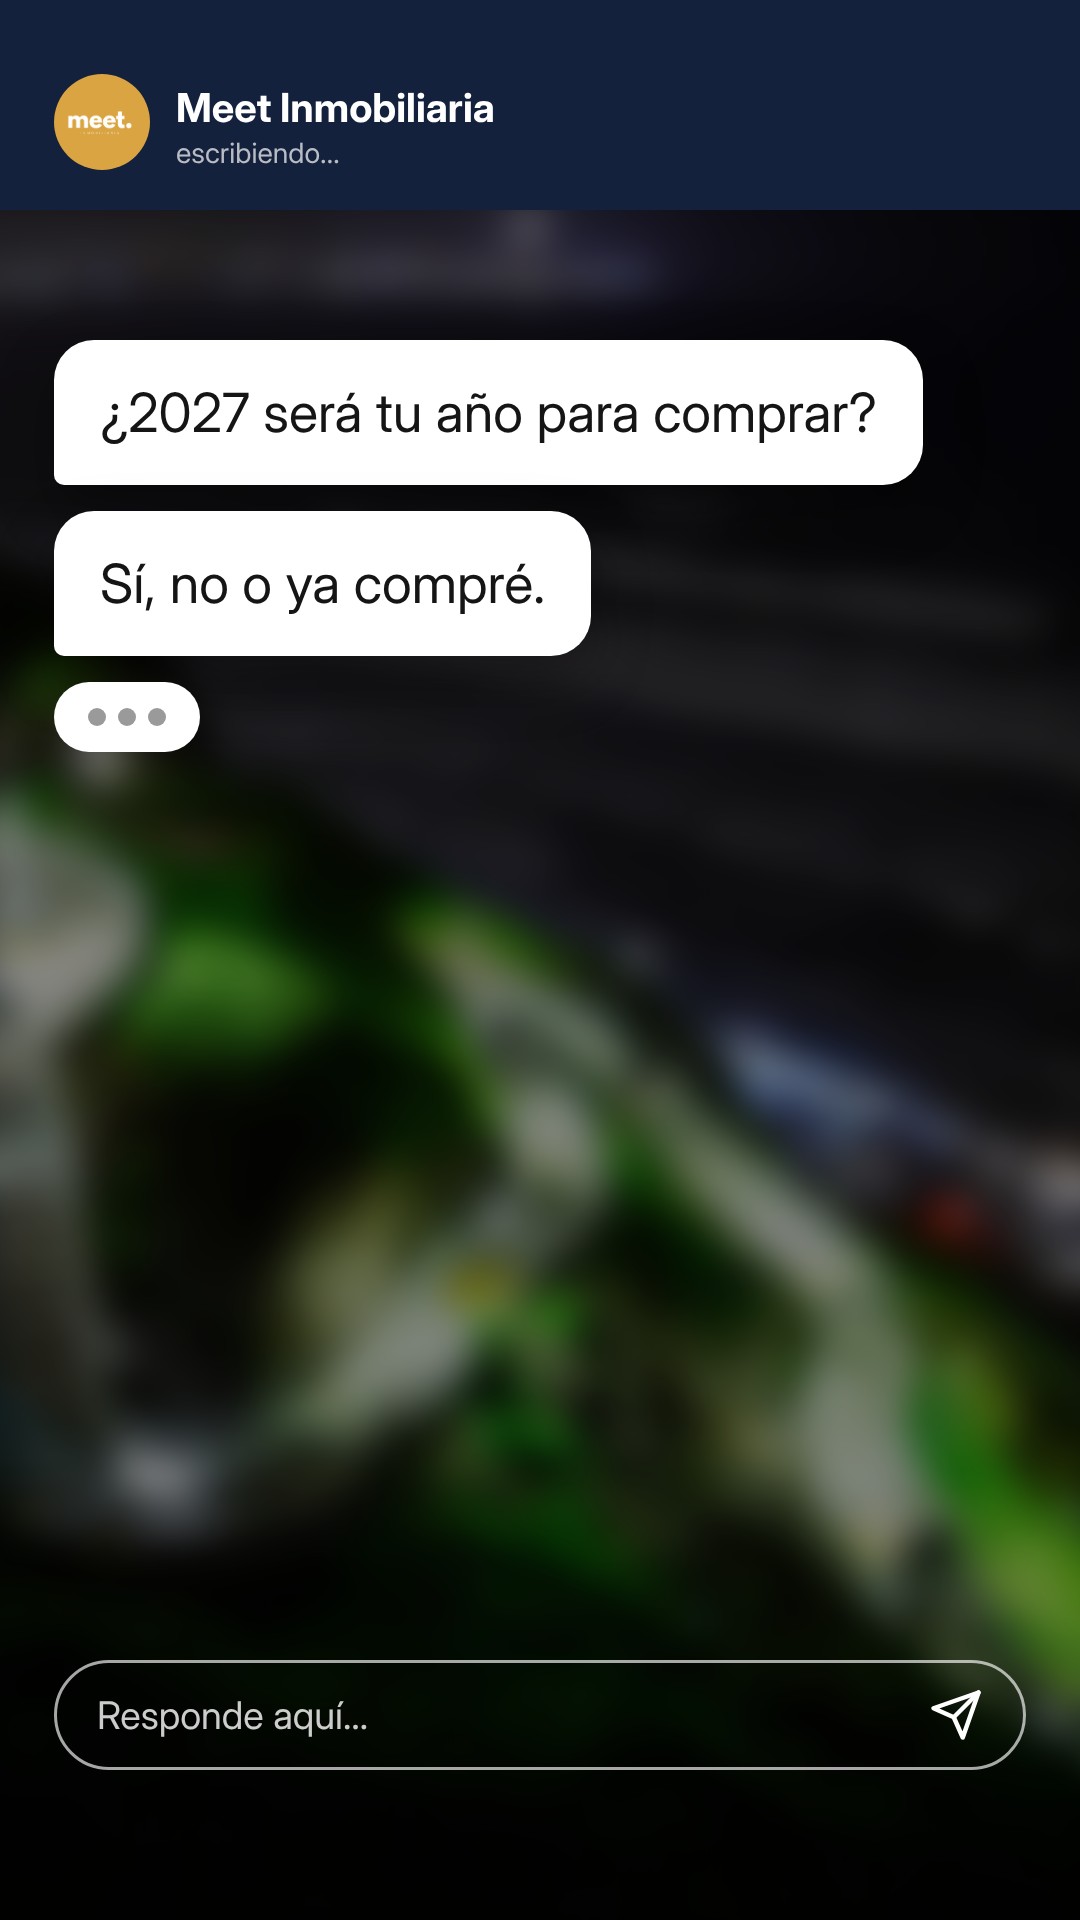 meet.
Meet Inmobiliaria
escribiendo...
¿2027 será tu año para comprar?
Sí, no o ya compré.
Responde aquí...